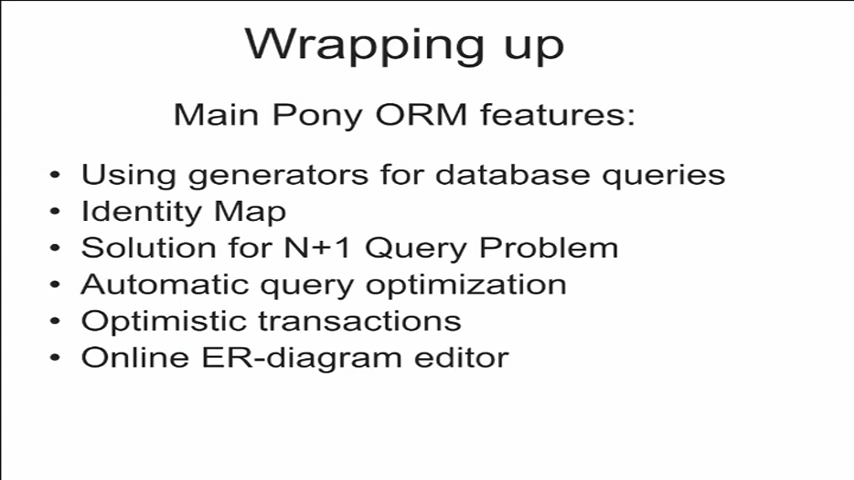 Wrapping up
Main Pony ORM features:
• Using generators for database queries
• Identity Map
• Solution for N+1 Query Problem
• Automatic query optimization
• Optimistic transactions
• Online ER-diagram editor